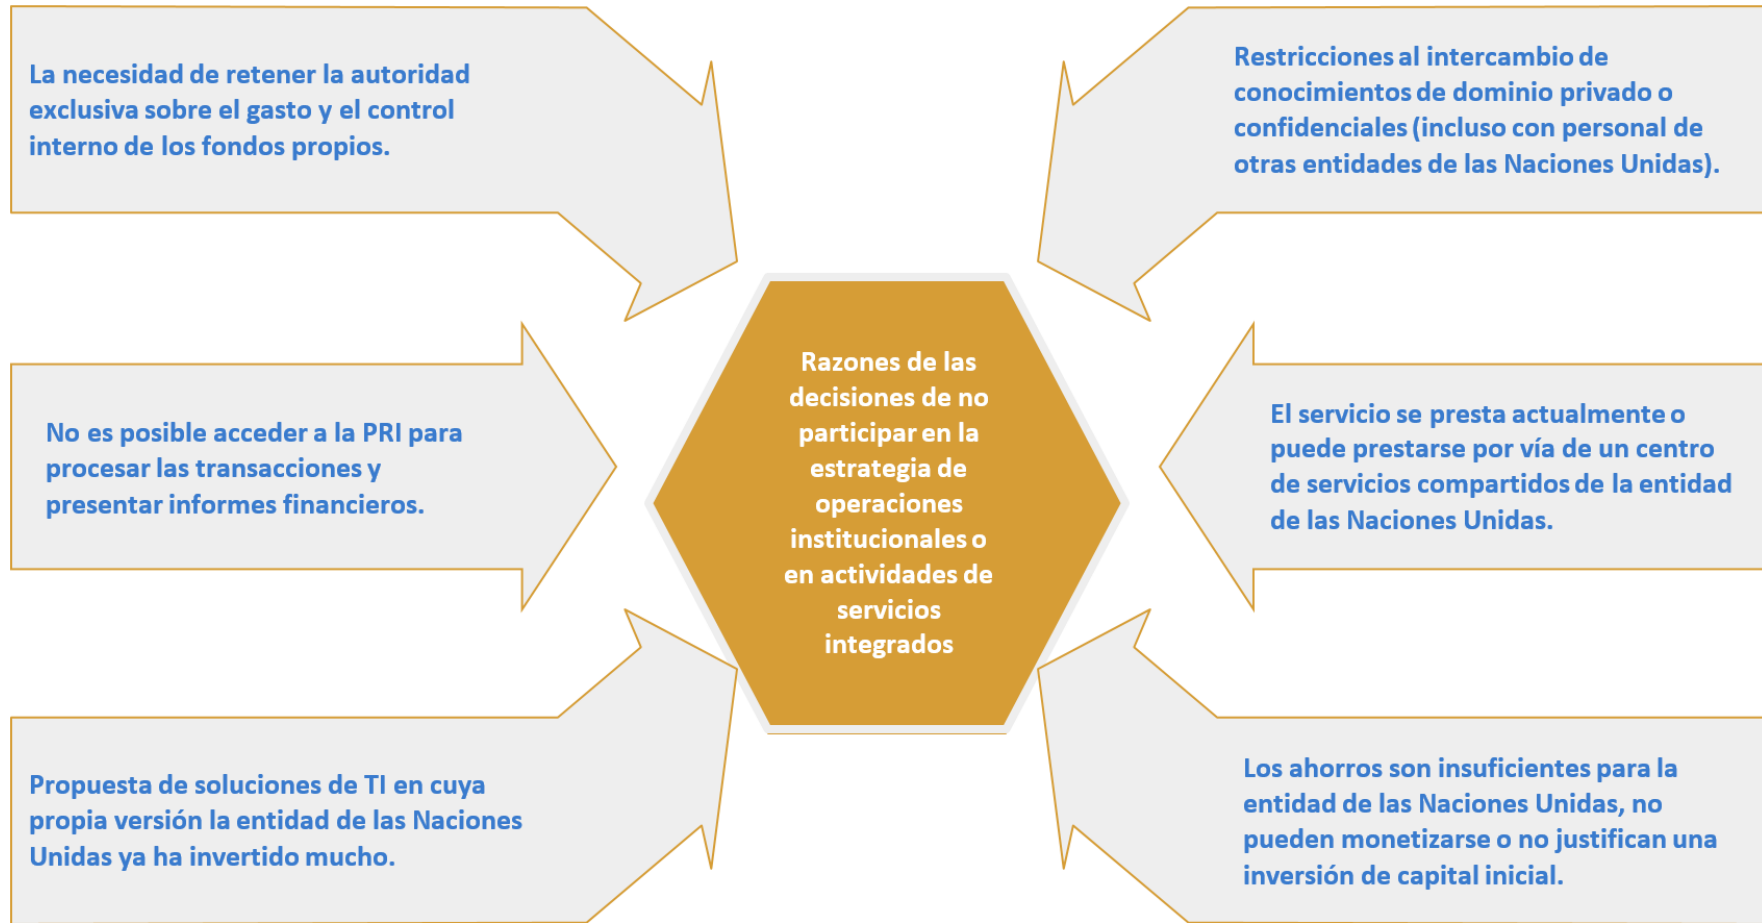 La necesidad de retener la autoridad
exclusiva sobre el gasto y el control
interno de los fondos propios.
Restricciones al intercambio de
conocimientos de dominio privado o
confidenciales (incluso con personal de
otras entidades de las Naciones Unidas).
No es posible acceder a la PRI para
procesar las transacciones y
presentar informes financieros.
Razones de las
decisiones de no
participar en la
estrategia de
operaciones
institucionales o
en actividades de
servicios
integrados
El servicio se presta actualmente o
puede prestarse por vía de un centro
de servicios compartidos de la entidad
de las Naciones Unidas.
Propuesta de soluciones de TI en cuya
propia versión la entidad de las Naciones
Unidas ya ha invertido mucho.
Los ahorros son insuficientes para la
entidad de las Naciones Unidas, no
pueden monetizarse o no justifican una
inversión de capital inicial.